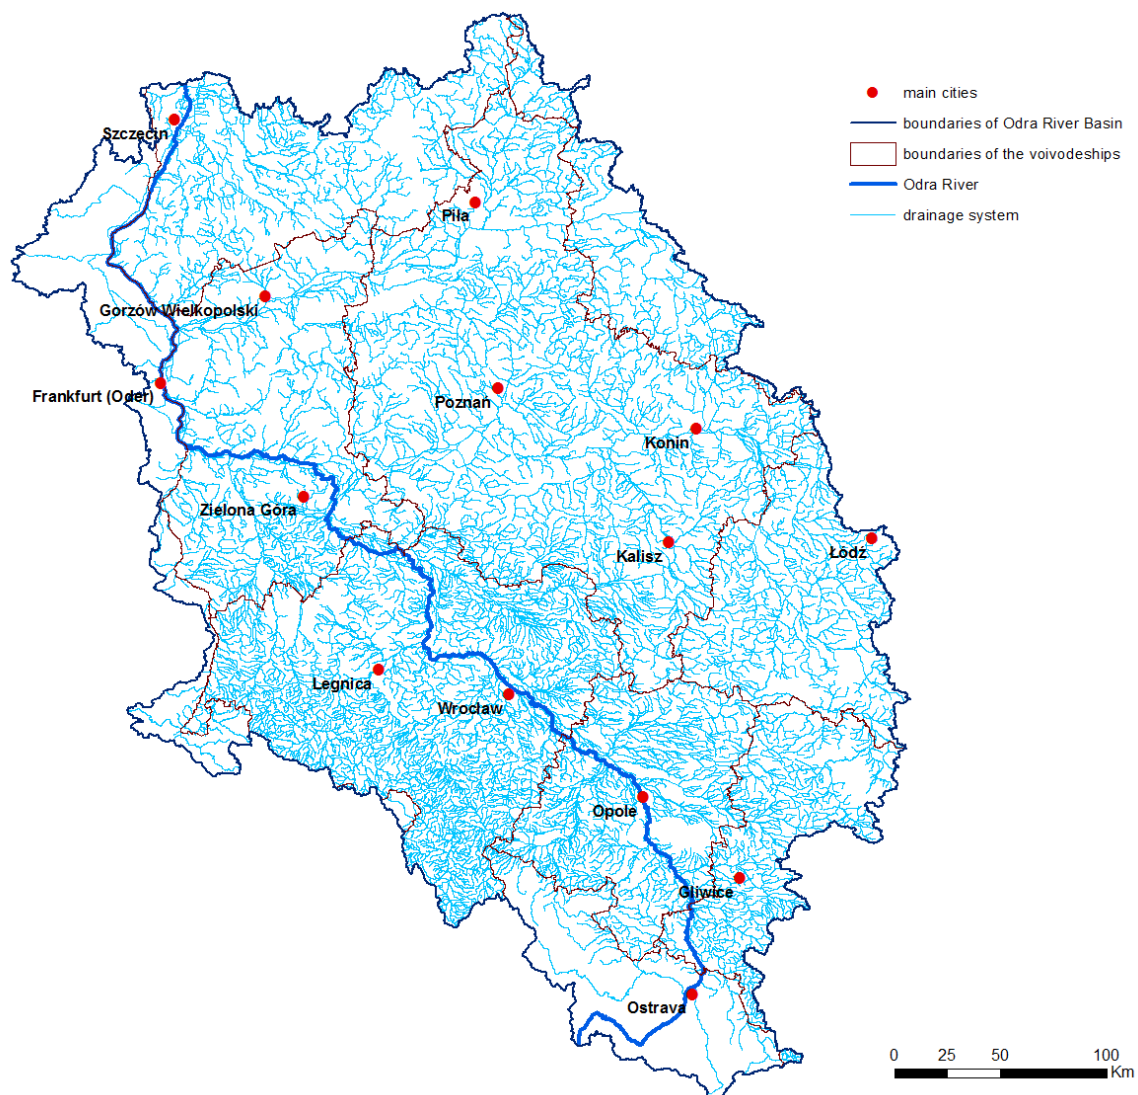 main cities
boundaries of Odra River Basin
boundaries of the voivodeships
Odra River
drainage system
Szczecin
Piła
Gorzów Wielkopolski
Frankfurt (Oder)
Poznań
Konin
Zielona Góra
Kalisz
Łódź
Legnica
Wrocław
Opole
Gliwice
Ostrava
0 25 50 100
Km